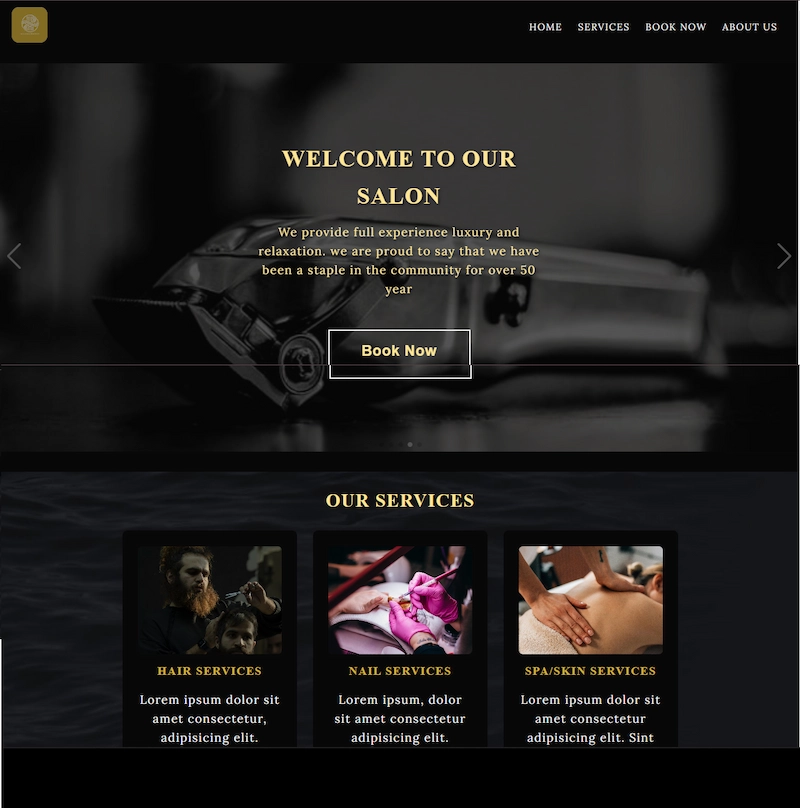 HOME SERVICES BOOK NOW ABOUT US
WELCOME TO OUR
SALON
We provide full experience luxury and
relaxation. we are proud to say that we have
been a staple in the community for over 50
year
Book Now
OUR SERVICES
HAIR SERVICES
Lorem ipsum dolor sit
amet consectetur,
adipisicing elit.
NAIL SERVICES
Lorem ipsum, dolor
sit amet consectetur
adipisicing elit.
SPA/SKIN SERVICES
Lorem ipsum dolor sit
amet consectetur
adipisicing elit. Sint